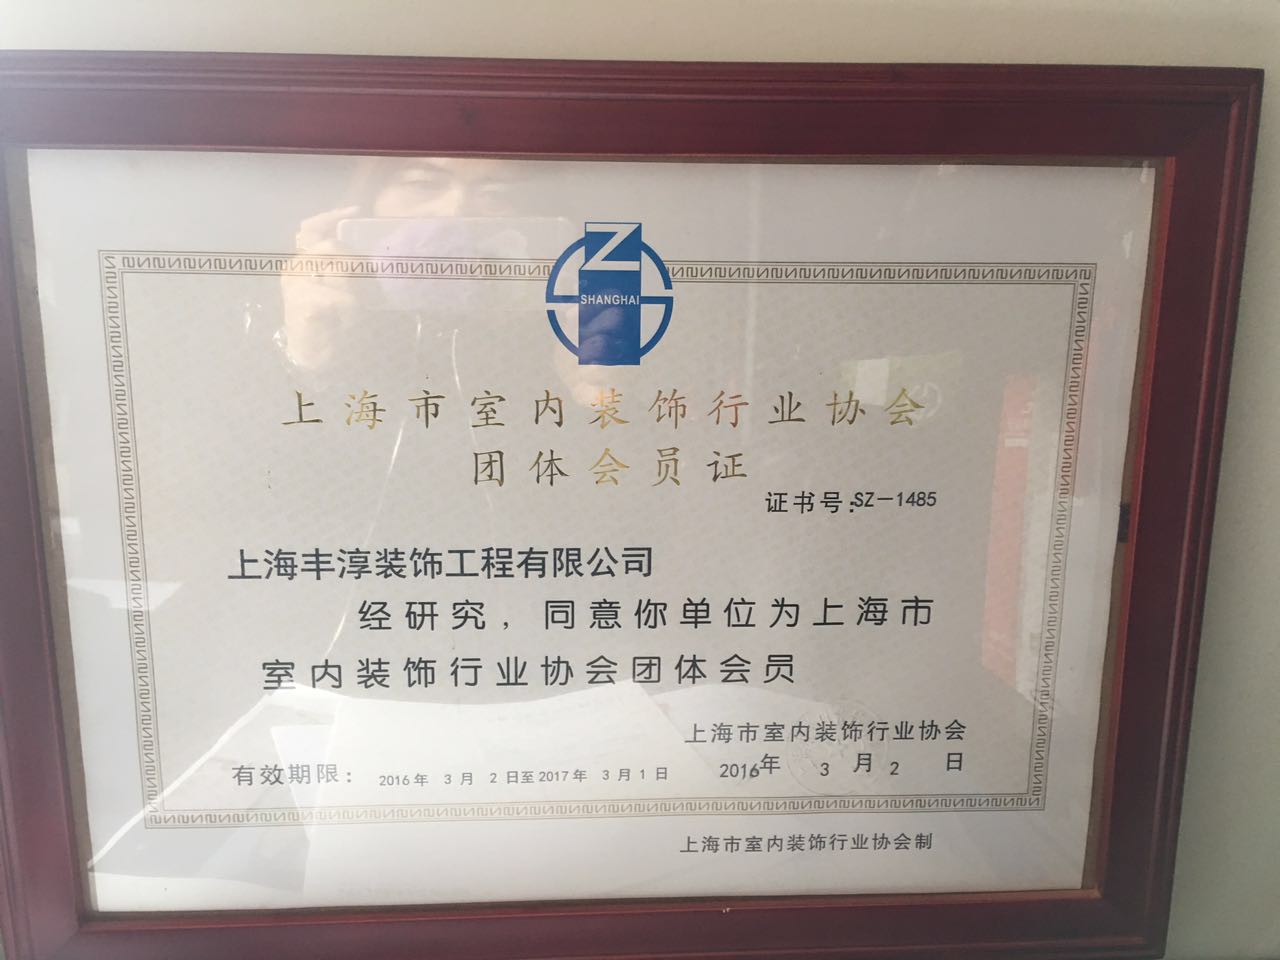 Z
SHANGHAI
上海市室内装饰行业协会
团体会员证
证书号:SZ-1485
上海丰淳装饰工程有限公司
经研究，同意你单位为上海市
室内装饰行业协会团体会员
上海市室内装饰行业协会
有效期限：2016年 3月 2日至2017年 3月1日 2016年 3月2日
上海市室内装饰行业协会制